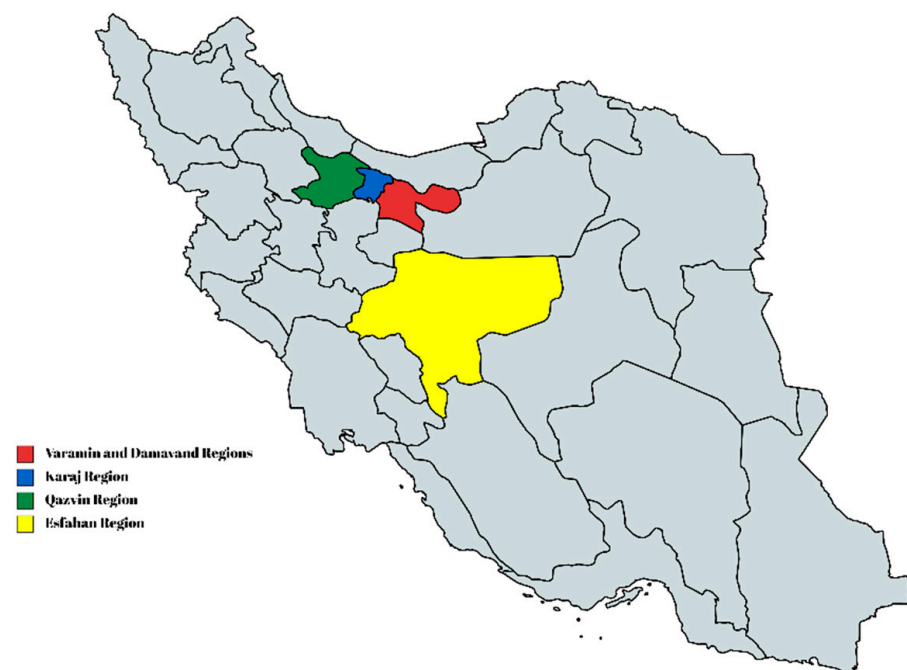 Varamin and Damavand Regions
Karaj Region
Qazvin Region
Esfahan Region